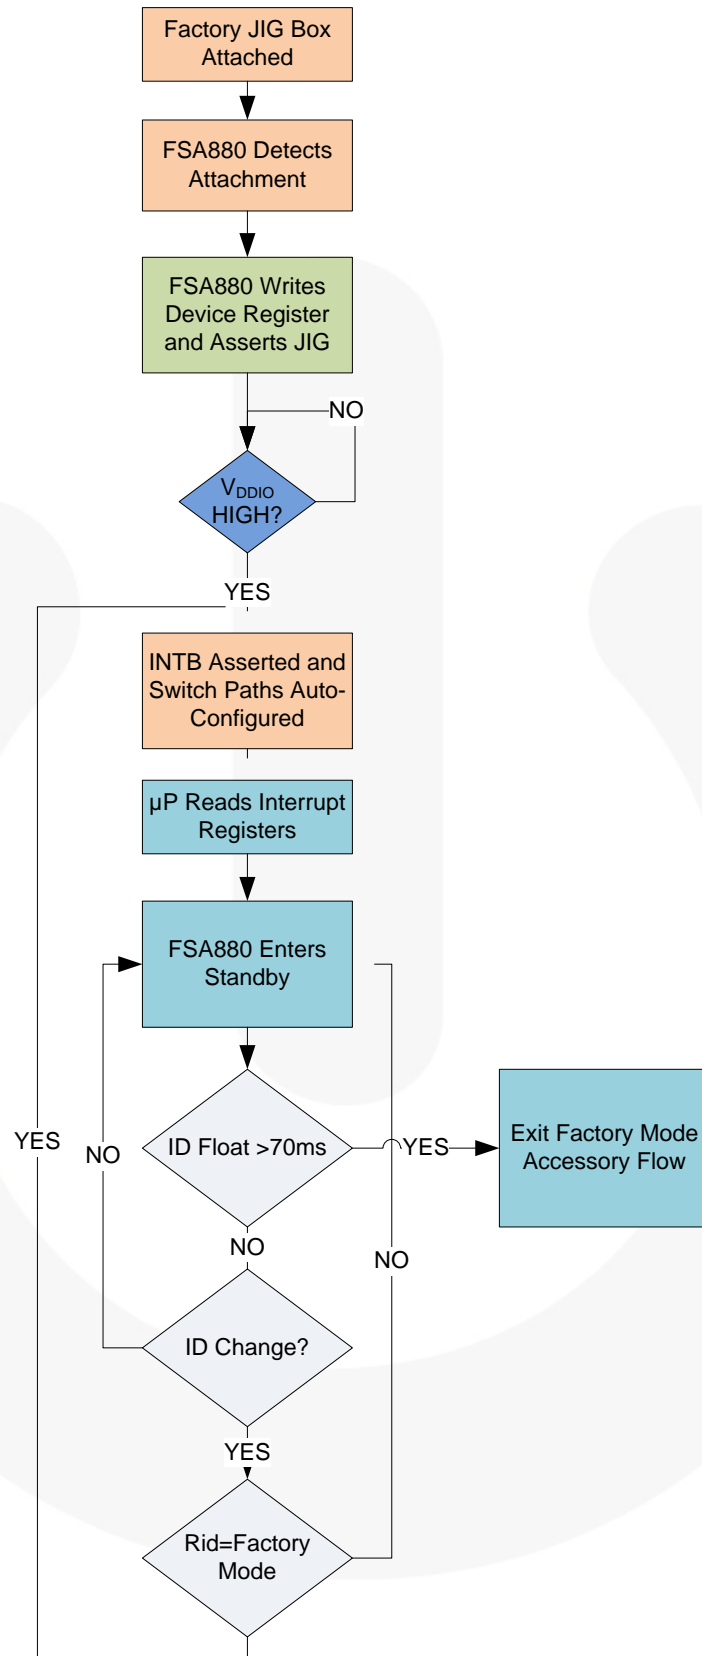 Factory JIG Box
Attached
FSA880 Detects
Attachment
FSA880 Writes
Device Register
and Asserts JIG
NO
VDDIO
HIGH?
YES
INTB Asserted and
Switch Paths Auto-
Configured
µP Reads Interrupt
Registers
FSA880 Enters
Standby
YES
NO
ID Float >70ms
YES
Exit Factory Mode
Accessory Flow
NO
NO
ID Change?
YES
Rid=Factory
Mode